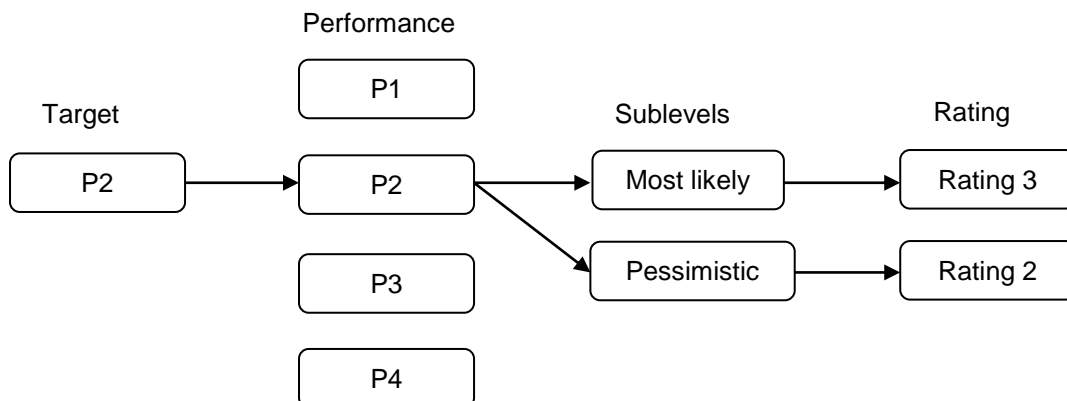 Performance
P1
Target
Sublevels
Rating
P2
P2
Most likely
Rating 3
Pessimistic
Rating 2
P3
P4